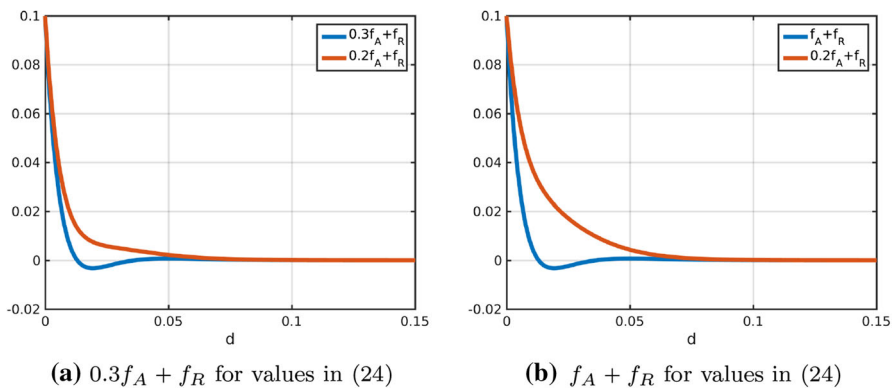 0.1
0.08
0.06
0.04
0.02
0
-0.02
0 0.05 0.1 0.15
d
0.3f_A+f_R
0.2f_A+f_R
(a) 0.3f_A + f_R for values in (24)
0.1
0.08
0.06
0.04
0.02
0
-0.02
0 0.05 0.1 0.15
d
f_A+f_R
0.2f_A+f_R
(b) f_A + f_R for values in (24)